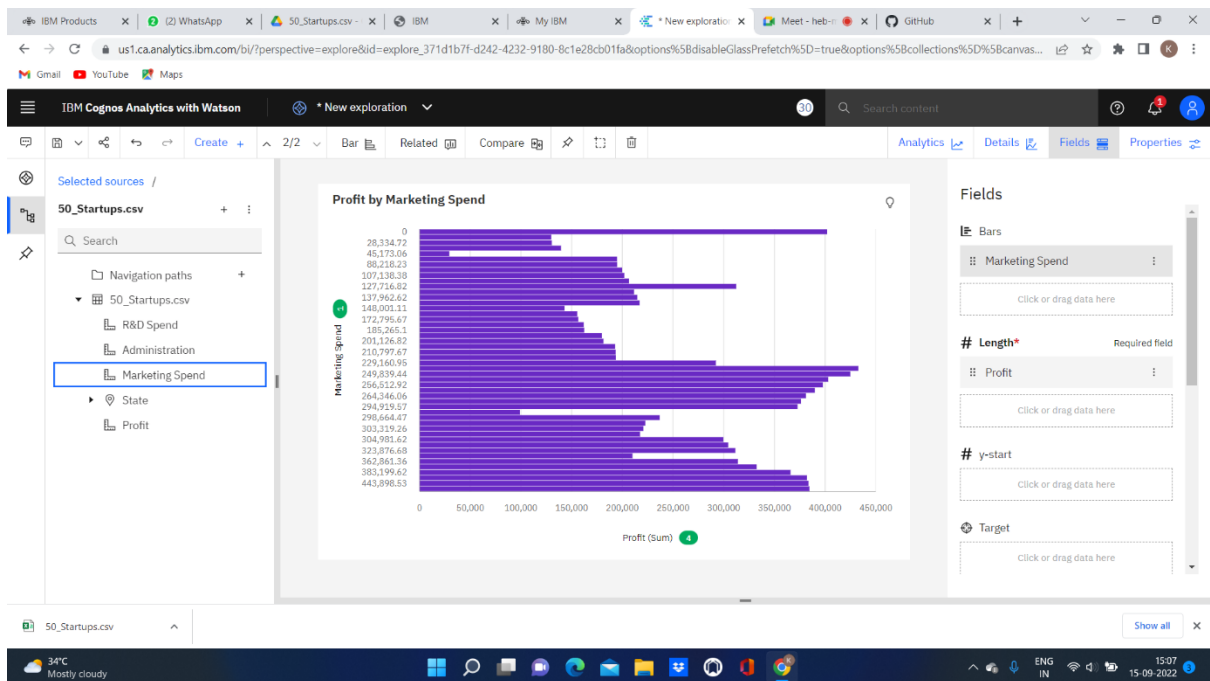 IBM Products
(2) WhatsApp
50_Startups.csv -
IBM
My IBM
* New exploration
Meet - heb-n
GitHub
us1.ca.analytics.ibm.com/bi/?perspective=explore&id=explore_371d1b7f-d242-4232-9180-8c1e28cb01fa&options%5BdisableGlassPrefetch%5D=true&options%5Bcollections%5D%5Bcanvas...
K
Gmail YouTube Maps
IBM Cognos Analytics with Watson
* New exploration
30
Search content
1
Create +
2/2
Bar
Related
Compare
Analytics
Details
Fields
Properties
Selected sources /
50_Startups.csv
Search
Navigation paths
50_Startups.csv
R&D Spend
Administration
Marketing Spend
State
Profit
Profit by Marketing Spend
0
28,334.72
45,173.06
88,218.23
107,138.38
127,716.82
137,962.62
148,001.11
172,795.67
185,265.1
201,126.82
210,797.67
229,160.95
249,839.44
256,512.92
264,346.06
294,919.57
298,664.47
303,319.26
304,981.62
323,876.68
362,861.36
383,199.62
443,898.53
Marketing Spend
0 50,000 100,000 150,000 200,000 250,000 300,000 350,000 400,000 450,000
Profit (Sum) 4
Fields
Bars
Marketing Spend
Click or drag data here
# Length*
Required field
Profit
Click or drag data here
# y-start
Click or drag data here
Target
Click or drag data here
50_Startups.csv
Show all
34°C
Mostly cloudy
ENG
IN
15:07
15-09-2022
3